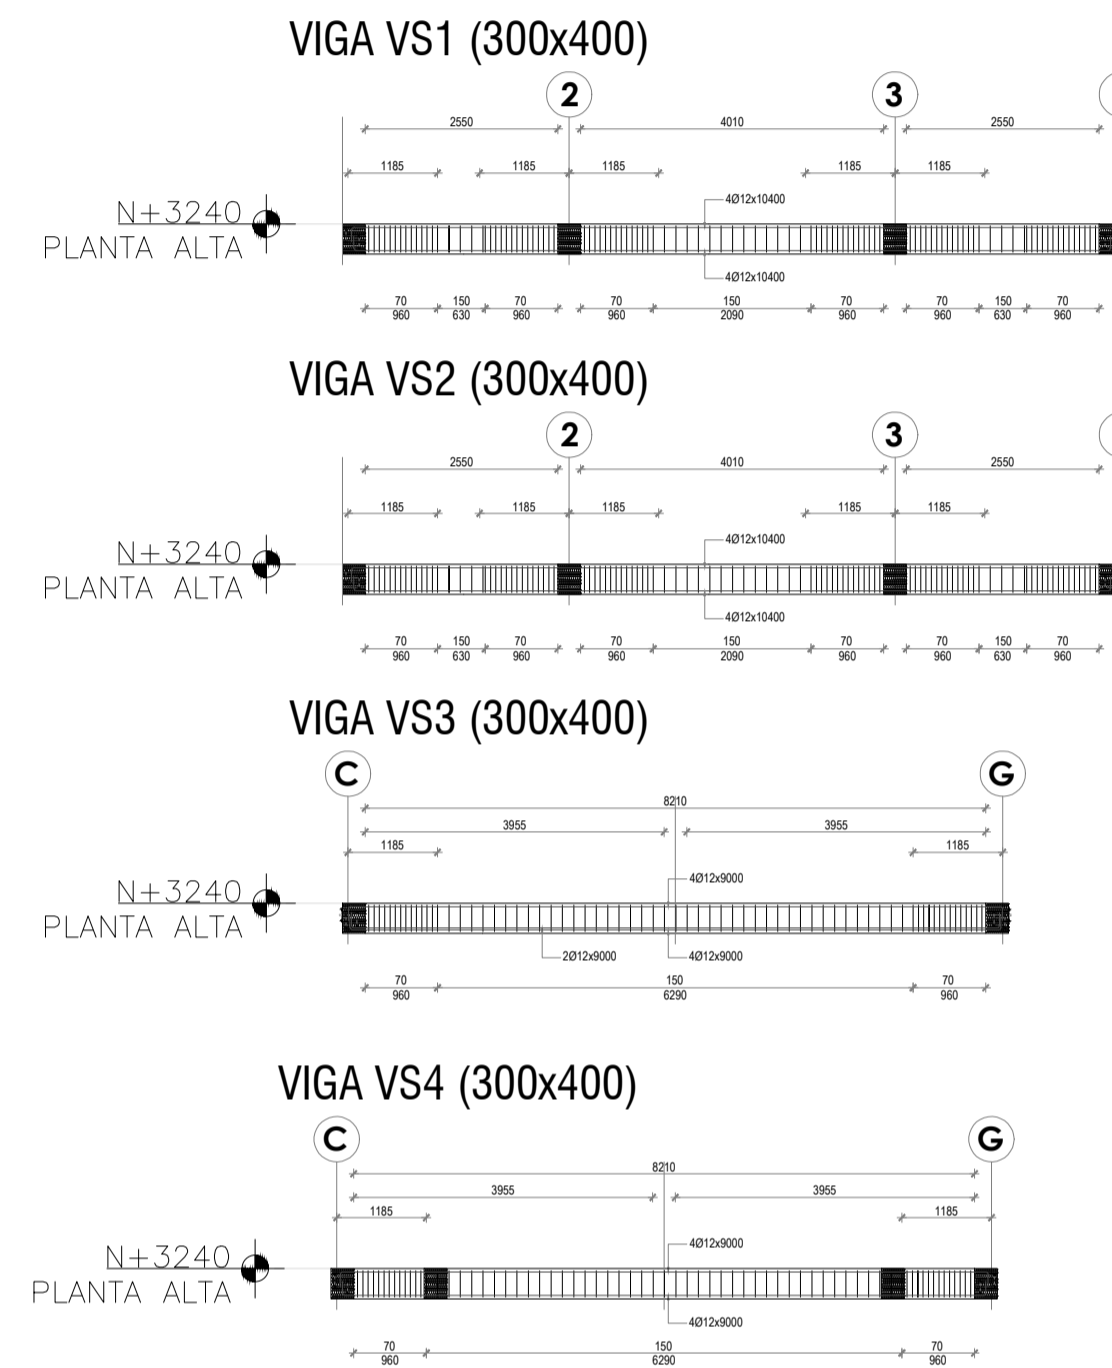 VIGA VS1 (300x400)
2 3
2550 4010 2550
1185 1185 1185 1185 1185
4Ø12x10400
N+3240
PLANTA ALTA
4Ø12x10400
70 150 70 70 150 70 70 150 70
960 630 960 960 2090 960 960 630 960
VIGA VS2 (300x400)
2 3
2550 4010 2550
1185 1185 1185 1185 1185
4Ø12x10400
N+3240
PLANTA ALTA
4Ø12x10400
70 150 70 70 150 70 70 150 70
960 630 960 960 2090 960 960 630 960
VIGA VS3 (300x400)
C G
8210
3955 3955
1185 1185
4Ø12x9000
N+3240
PLANTA ALTA
2Ø12x9000 4Ø12x9000
70 150 70
960 6290 960
VIGA VS4 (300x400)
C G
8210
3955 3955
1185 1185
4Ø12x9000
N+3240
PLANTA ALTA
4Ø12x9000
70 150 70
960 6290 960